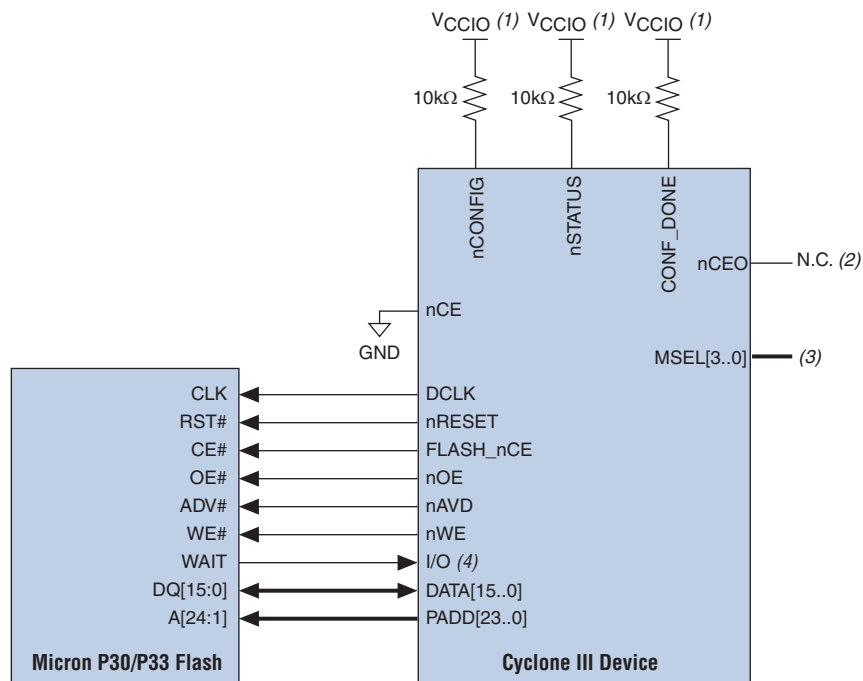 VCCIO (1) VCCIO (1) VCCIO (1)
10kΩ 10kΩ 10kΩ
nCONFIG
nSTATUS
CONF_DONE
nCEO N.C. (2)
nCE
GND
MSEL[3..0] (3)
CLK DCLK
RST# nRESET
CE# FLASH_nCE
OE# nOE
ADV# nAVD
WE# nWE
WAIT I/O (4)
DQ[15:0] DATA[15..0]
A[24:1] PADD[23..0]
Micron P30/P33 Flash Cyclone III Device